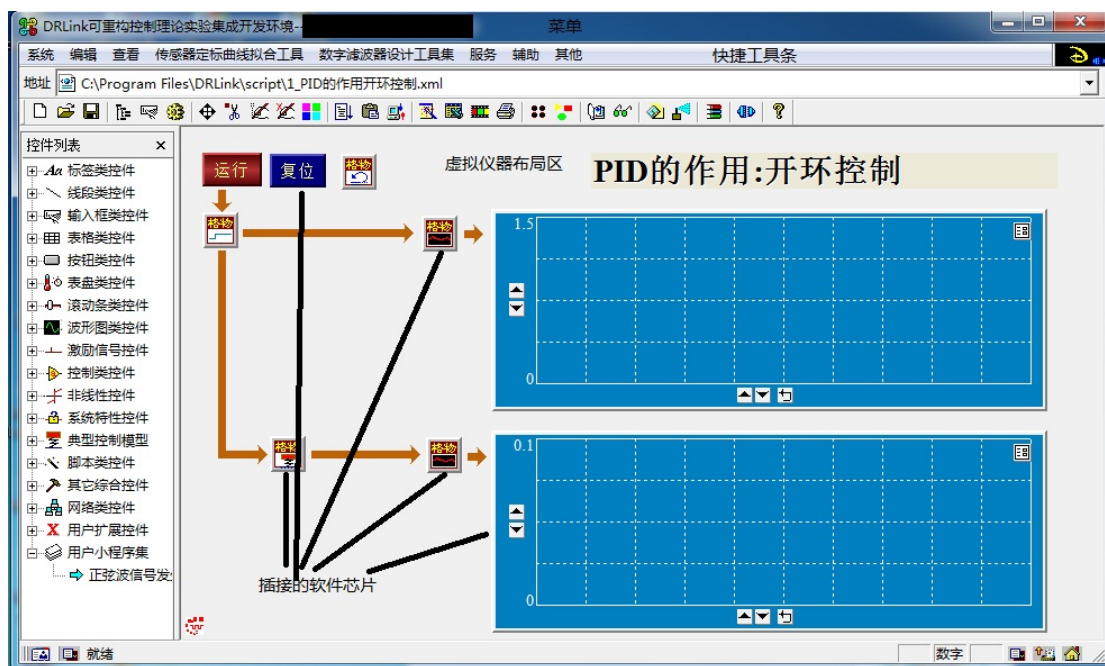 DRLink可重构控制理论实验集成开发环境--
菜单
系统 编辑 查看 传感器定标曲线拟合工具 数字滤波器设计工具集 服务 辅助 其他 快捷工具条
地址 C:\Program Files\DRLink\script\1_PID的作用开环控制.xml
控件列表 ×
Aα 标签类控件
线段类控件
输入框类控件
表格类控件
按钮类控件
表盘类控件
滚动条类控件
波形图类控件
激励信号控件
控制类控件
非线性控件
系统特性控件
典型控制模型
脚本类控件
其它综合控件
网络类控件
X 用户扩展控件
用户小程序集
正弦波信号发
运行 复位 格物 虚拟仪器布局区 PID的作用:开环控制
格物 格物
1.5
0
格物 格物
0.1
0
插接的软件芯片
就绪 数字